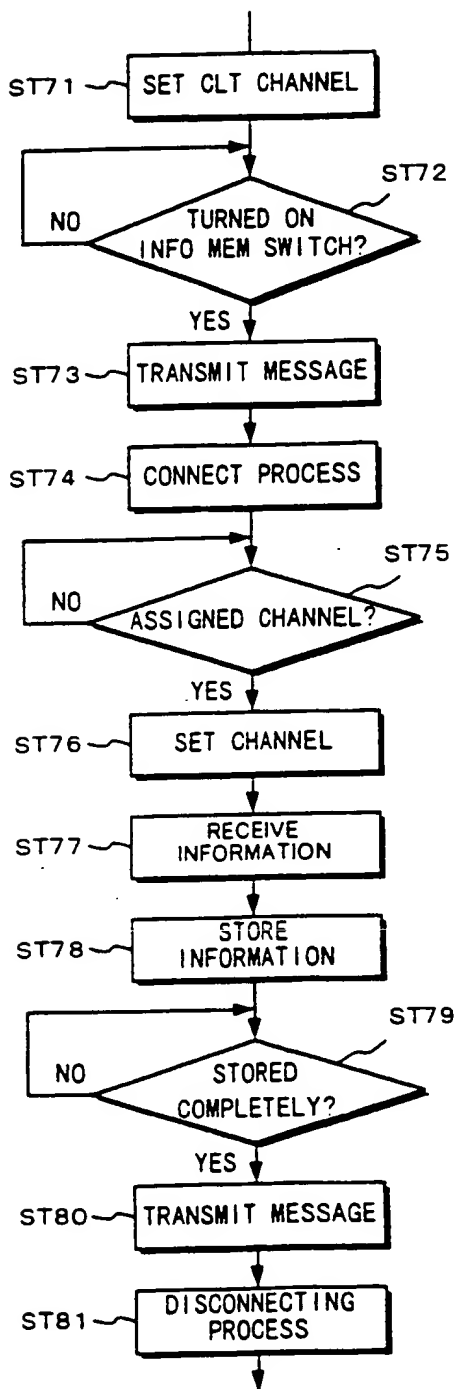 ST71 SET CLT CHANNEL
ST72
NO
TURNED ON
INFO MEM SWITCH?
YES
ST73 TRANSMIT MESSAGE
ST74 CONNECT PROCESS
ST75
NO
ASSIGNED CHANNEL?
YES
ST76 SET CHANNEL
ST77 RECEIVE
INFORMATION
ST78 STORE
INFORMATION
ST79
NO
STORED
COMPLETELY?
YES
ST80 TRANSMIT MESSAGE
ST81 DISCONNECTING
PROCESS